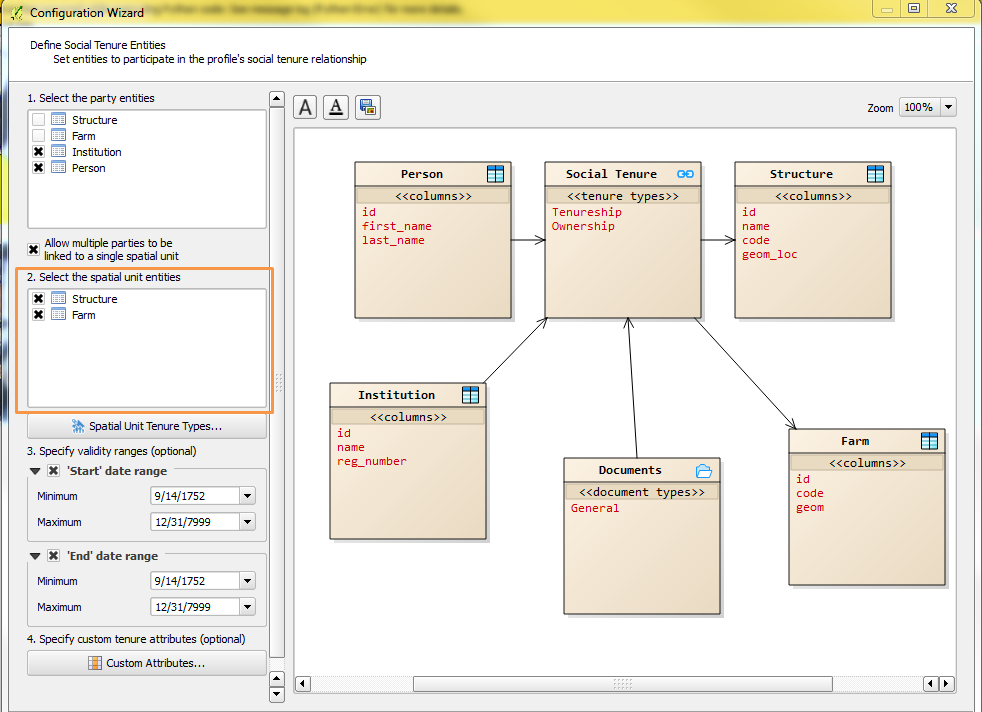 Configuration Wizard
Define Social Tenure Entities
Set entities to participate in the profile's social tenure relationship
1. Select the party entities
Structure
Farm
Institution
Person
Allow multiple parties to be
linked to a single spatial unit
2. Select the spatial unit entities
Structure
Farm
Spatial Unit Tenure Types...
3. Specify validity ranges (optional)
'Start' date range
Minimum 9/14/1752
Maximum 12/31/7999
'End' date range
Minimum 9/14/1752
Maximum 12/31/7999
4. Specify custom tenure attributes (optional)
Custom Attributes...
A A
Zoom 100%
Person
<<columns>>
id
first_name
last_name
Social Tenure
<<tenure types>>
Tenureship
Ownership
Structure
<<columns>>
id
name
code
geom_loc
Institution
<<columns>>
id
name
reg_number
Documents
<<document types>>
General
Farm
<<columns>>
id
code
geom